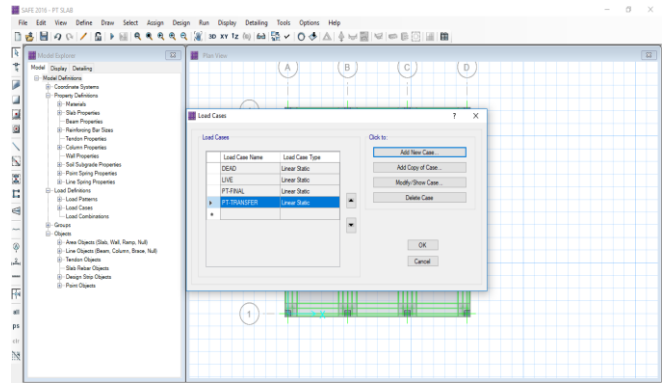 SAFE 2016 - PT SLAB
File Edit View Define Draw Select Assign Design Run Display Detailing Tools Options Help
3D XY YZ
Model Explorer
Plan View
Model Display Detailing
Model Definitions
Coordinate Systems
Property Definitions
Materials
Slab Properties
Beam Properties
Reinforcing Bar Sizes
Tendon Properties
Column Properties
Wall Properties
Soil Subgrade Properties
Point Spring Properties
Line Spring Properties
Load Definitions
Load Patterns
Load Cases
Load Combinations
Groups
Objects
Area Objects (Slab, Wall, Ramp, Null)
Line Objects (Beam, Column, Brace, Null)
Tendon Objects
Slab Rebar Objects
Design Strip Objects
Point Objects
A B C D
Load Cases ? X
Load Cases
Click to:
Load Case Name Load Case Type
DEAD Linear Static
LIVE Linear Static
PT-FINAL Linear Static
PT-TRANSFER Linear Static
Add New Case...
Add Copy of Case...
Modify/Show Case...
Delete Case
OK
Cancel
1
X
all
ps
clr